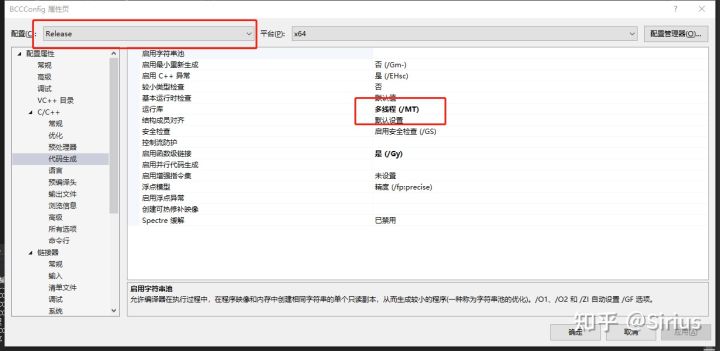 BCCConfig 属性页
?
×
配置(C):
Release
平台(P):
x64
配置管理器(O)...
配置属性
常规
高级
调试
VC++ 目录
C/C++
常规
优化
预处理器
代码生成
语言
预编译头
输出文件
浏览信息
高级
所有选项
命令行
链接器
常规
输入
清单文件
调试
系统
启用字符串池
启用最小重新生成 否 (/Gm-)
启用 C++ 异常 是 (/EHsc)
较小类型检查 否
基本运行时检查 默认值
运行库 多线程 (/MT)
结构成员对齐 默认设置
安全检查 启用安全检查 (/GS)
控制流防护
启用函数级链接 是 (/Gy)
启用并行代码生成
启用增强指令集 未设置
浮点模型 精度 (/fp:precise)
启用浮点异常
创建可热修补映像
Spectre 缓解 已禁用
启用字符串池
允许编译器在执行过程中，在程序映像和内存中创建相同字符串的单个只读副本，从而生成较小的程序(一种称为字符串池的优化)。/O1、/O2 和 /ZI 自动设置 /GF 选项。
确定
取消
应用(A)
知乎 @Sirius